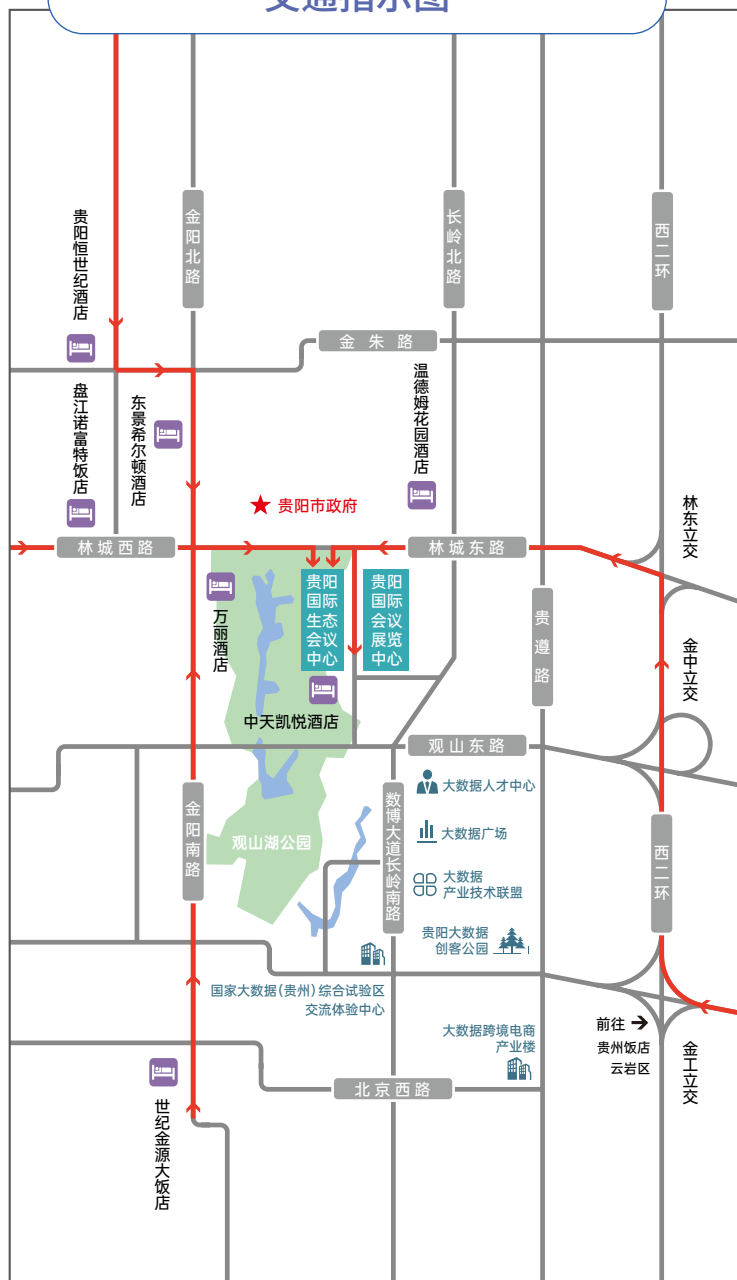 交通指示图
贵阳恒世纪酒店
金阳北路
长岭北路
西二环
金朱路
盘江诺富特饭店
东景希尔顿酒店
温德姆花园酒店
贵阳市政府
林东立交
林城西路
林城东路
贵阳
国际
生态
会议
中心
贵阳
国际
会议
展览
中心
万丽酒店
贵遵路
金中立交
中天凯悦酒店
观山东路
大数据人才中心
金阳南路
数博大道长岭南路
大数据广场
观山湖公园
西二环
大数据
产业技术联盟
贵阳大数据
创客公园
国家大数据(贵州)综合试验区
交流体验中心
前往
贵州饭店
云岩区
大数据跨境电商
产业楼
金工立交
北京西路
世纪金源大饭店